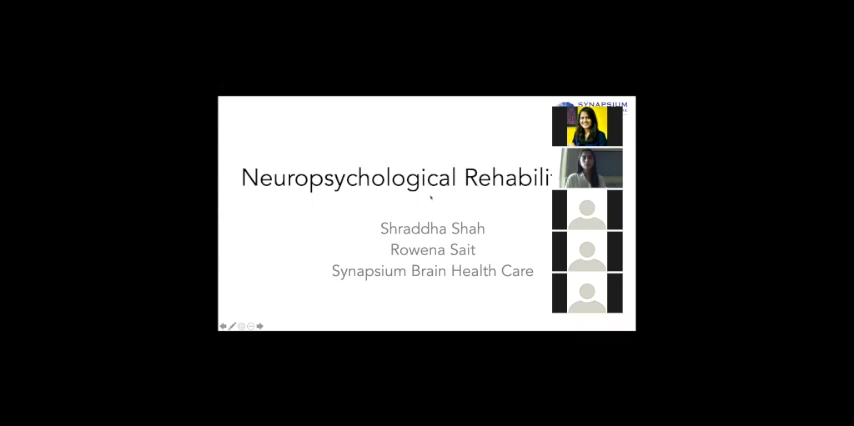 SYNAPSIUM
Neuropsychological Rehabili
Shraddha Shah
Rowena Sait
Synapsium Brain Health Care